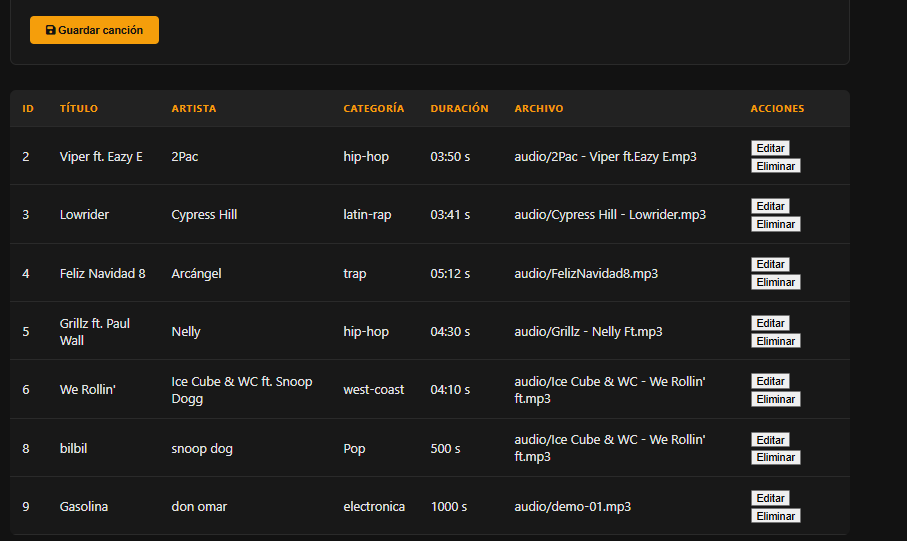 Guardar canción
ID TÍTULO ARTISTA CATEGORÍA DURACIÓN ARCHIVO ACCIONES
2 Viper ft. Eazy E 2Pac hip-hop 03:50 s audio/2Pac - Viper ft.Eazy E.mp3 Editar
Eliminar
3 Lowrider Cypress Hill latin-rap 03:41 s audio/Cypress Hill - Lowrider.mp3 Editar
Eliminar
4 Feliz Navidad 8 Arcángel trap 05:12 s audio/FelizNavidad8.mp3 Editar
Eliminar
5 Grillz ft. Paul Wall Nelly hip-hop 04:30 s audio/Grillz - Nelly Ft.mp3 Editar
Eliminar
6 We Rollin' Ice Cube & WC ft. Snoop Dogg west-coast 04:10 s audio/Ice Cube & WC - We Rollin' ft.mp3 Editar
Eliminar
8 bilbil snoop dog Pop 500 s audio/Ice Cube & WC - We Rollin' ft.mp3 Editar
Eliminar
9 Gasolina don omar electronica 1000 s audio/demo-01.mp3 Editar
Eliminar